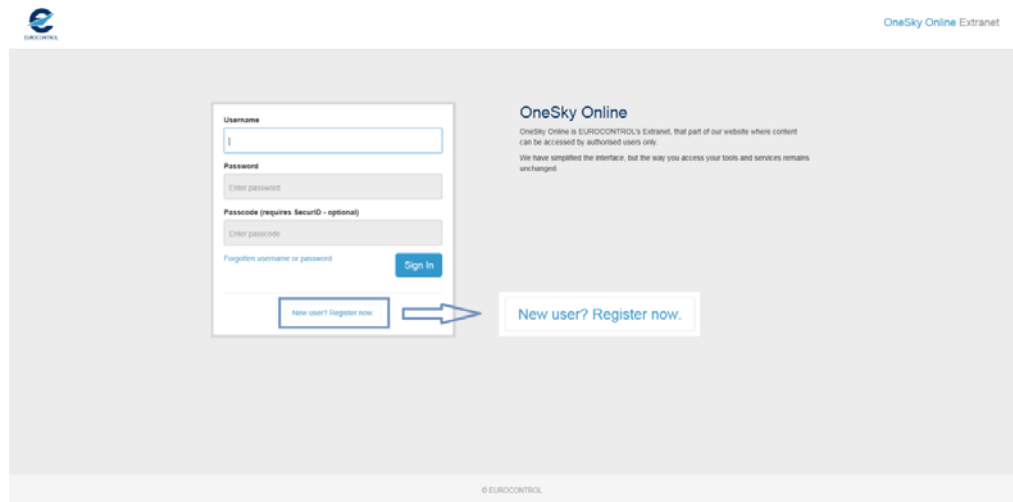 EUROCONTROL
OneSky Online Extranet
Username
Password
Enter password
Passcode (requires SecurID - optional)
Enter passcode
Forgotten username or password
Sign In
New user? Register now.
OneSky Online
OneSky Online is EUROCONTROL's Extranet, that part of our website where content
can be accessed by authorised users only.
We have simplified the interface, but the way you access your tools and services remains
unchanged.
New user? Register now.
© EUROCONTROL